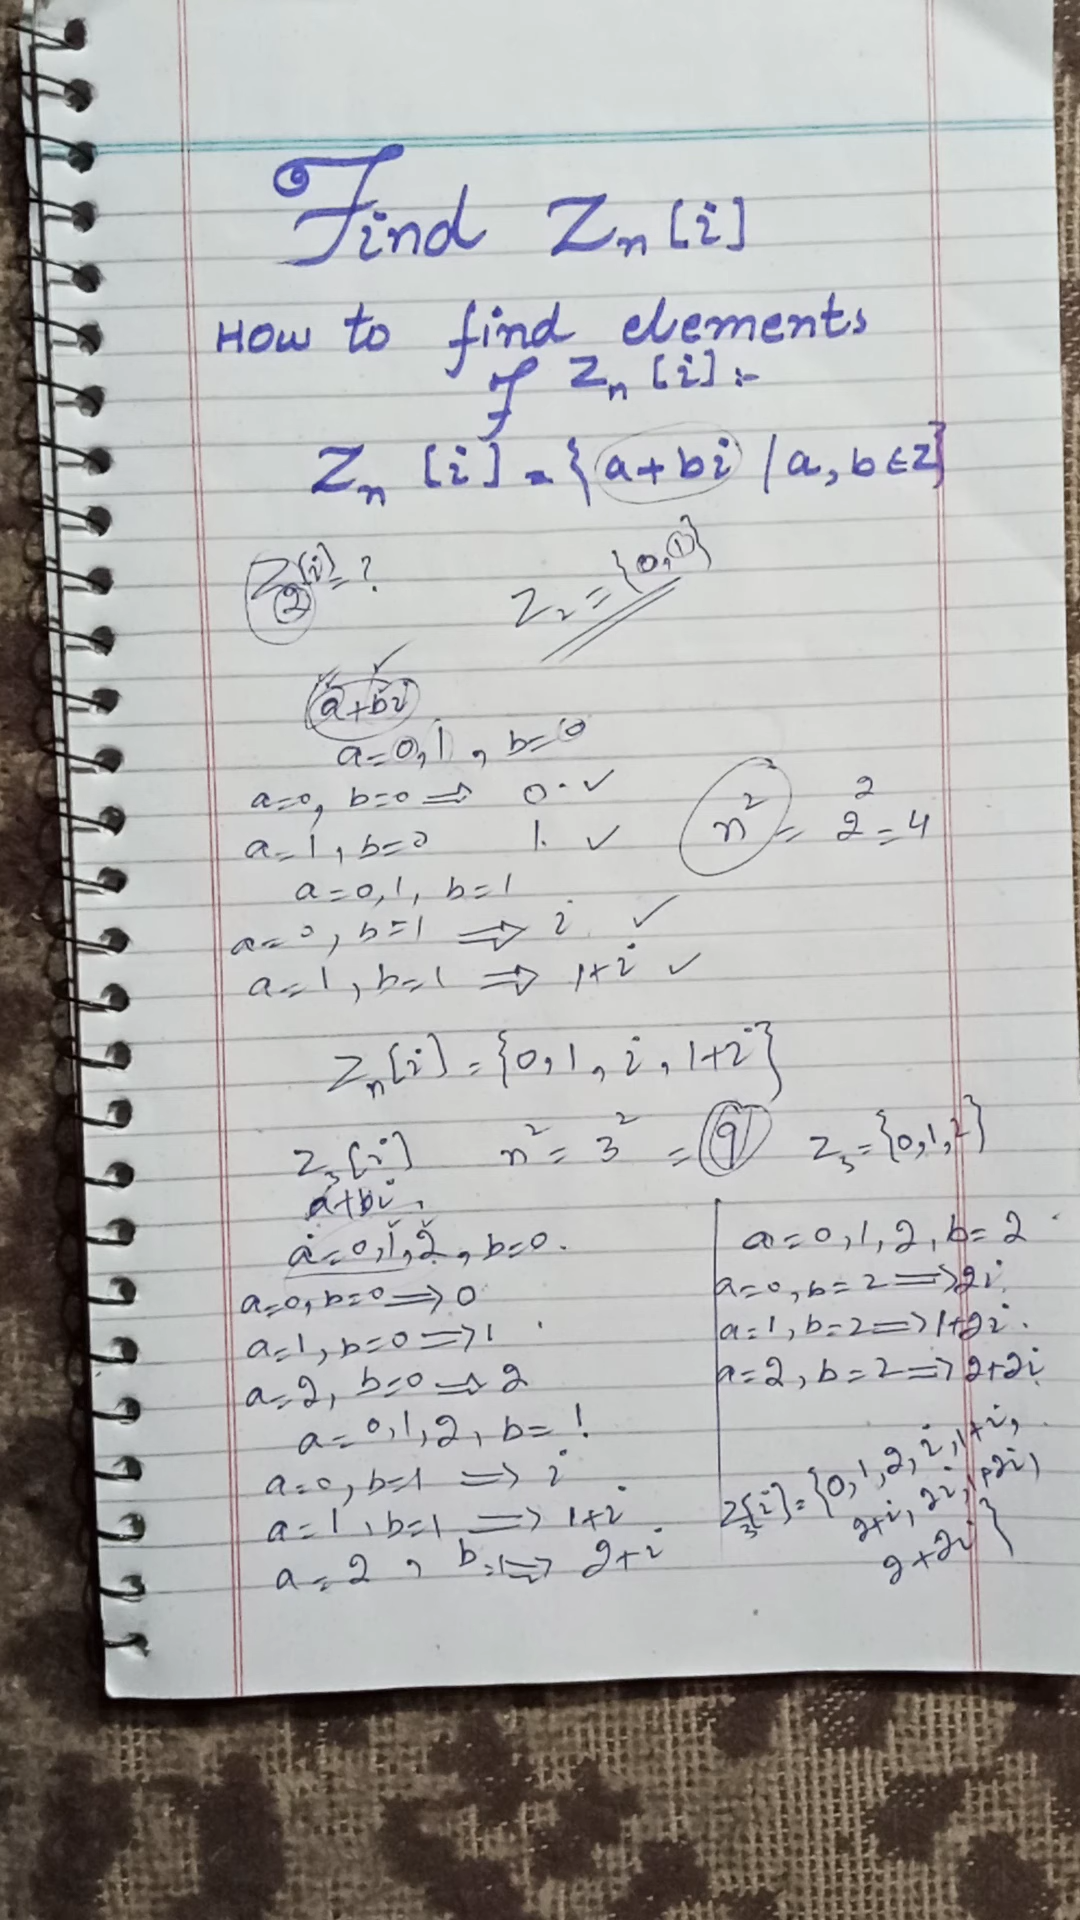 Find Zn[i]
How to find elements
of Zn[i]:-
Zn[i] = {a+bi / a, b ∈ Z}
Z2[i] = ? Z2 = {0, 1}
a+bi
a=0,1, b=0
a=0, b=0 ⇒ 0. ✓
a=1, b=0 1. ✓ n² = 2² = 4
a=0,1, b=1
a=0, b=1 ⇒ i ✓
a=1, b=1 ⇒ 1+i ✓
Zn[i] = {0, 1, i, 1+i}
Z3[i] n² = 3² = 9 Z3 = {0,1,2}
a+bi,
a=0,1,2, b=0.
a=0, b=0 ⇒ 0
a=1, b=0 ⇒ 1
a=2, b=0 ⇒ 2
a=0,1,2, b=1
a=0, b=1 ⇒ i
a=1, b=1 ⇒ 1+i
a=2, b=1 ⇒ 2+i
a=0,1,2, b=2
a=0, b=2 ⇒ 2i
a=1, b=2 ⇒ 1+2i.
a=2, b=2 ⇒ 2+2i
Z3[i] = {0, 1, 2, i, 1+i,
2+i, 2i, 1+2i,
2+2i}